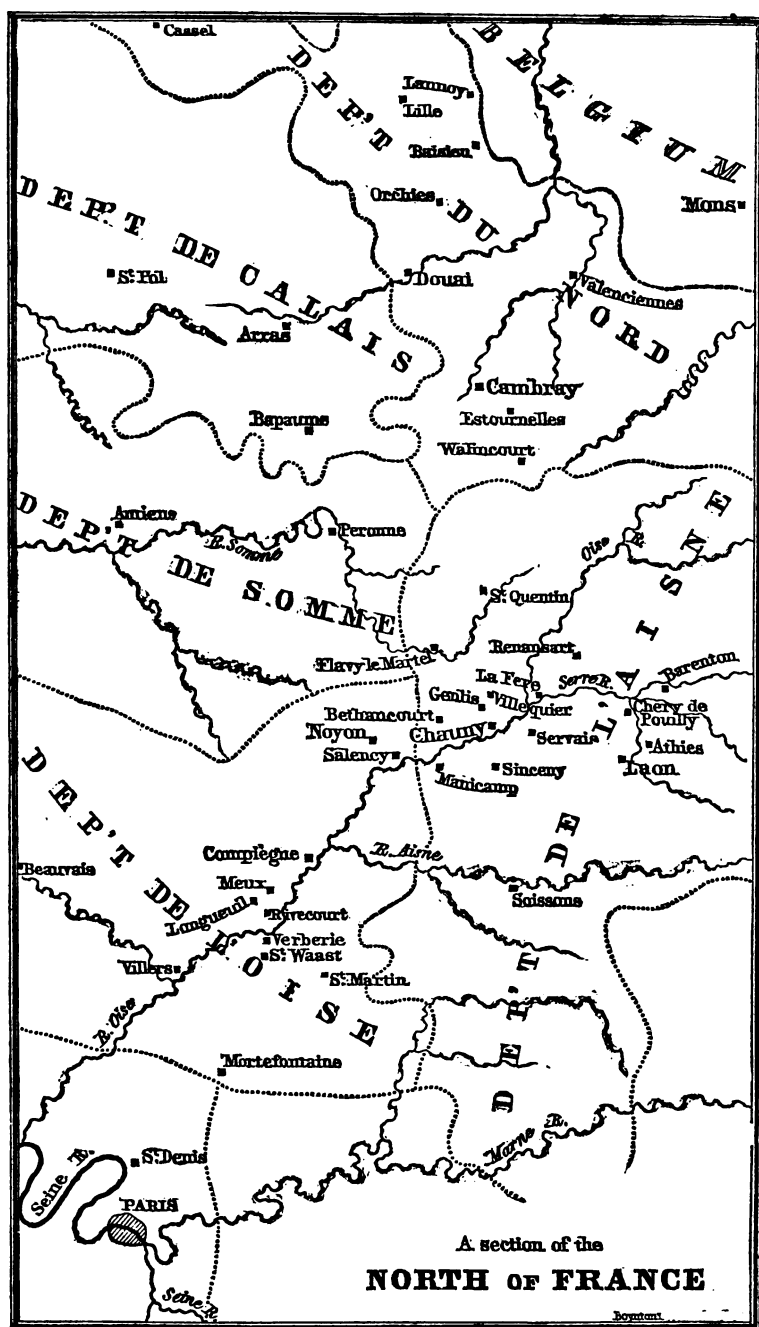 Cassel
BELGIUM
DEP'T DU NORD
Lannoy
Lille
Baisieu
Orchies
Mons
DEP'T DE CALAIS
St. Pol
Douai
Valenciennes
Arras
Cambray
Estournelles
Bapaume
Walincourt
Amiens
R. Somme
Peronne
DEP'T DE SOMME
Oise R.
St. Quentin
Renansart
Flavy le Martel
La Fere
Serre R.
Barenton
Genlis
Villequier
Bethancourt
Chery de Pouilly
Noyon
Chauny
Servais
Athies
Salency
Sinceny
Laon
Manicamp
DEP'T DE L'AISNE
DEP'T DE L'OISE
Compiègne
R. Aisne
Beauvais
Meux
Soissons
Longueuil
Rivecourt
Verberie
St. Waast
Villers
St. Martin
R. Oise
Mortefontaine
Marne R.
St. Denis
Seine R.
PARIS
Seine R.
A section of the
NORTH OF FRANCE